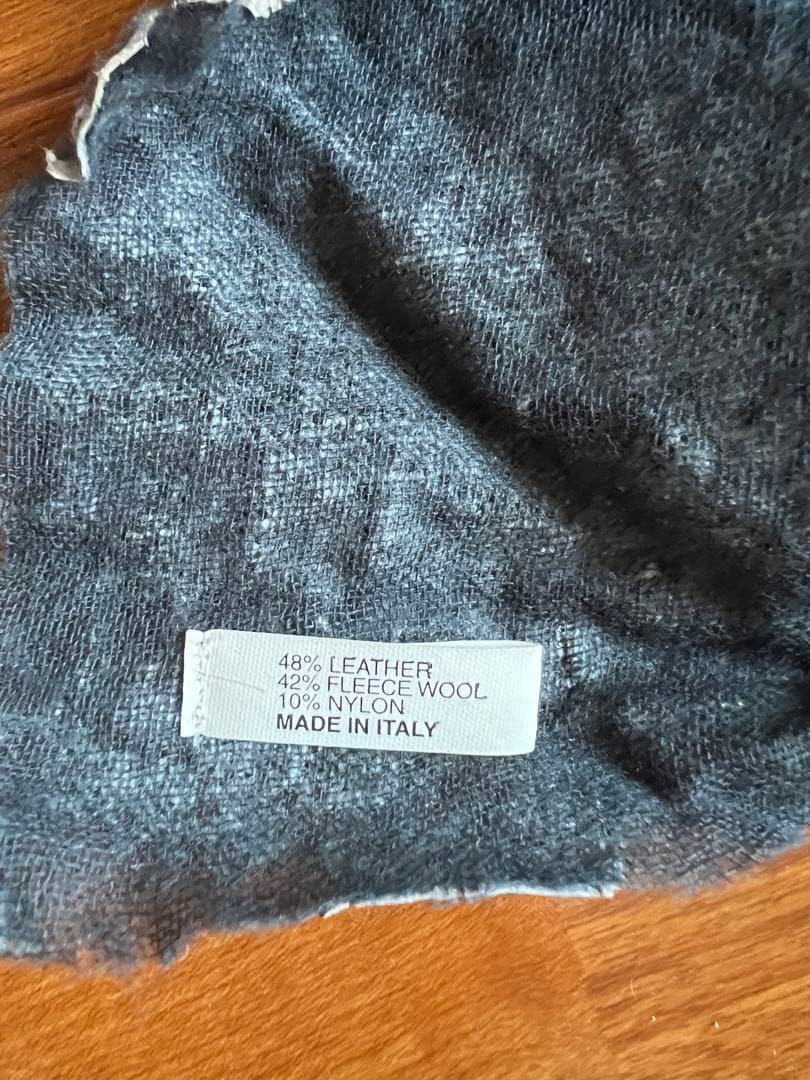 48% LEATHER
42% FLEECE WOOL
10% NYLON
MADE IN ITALY